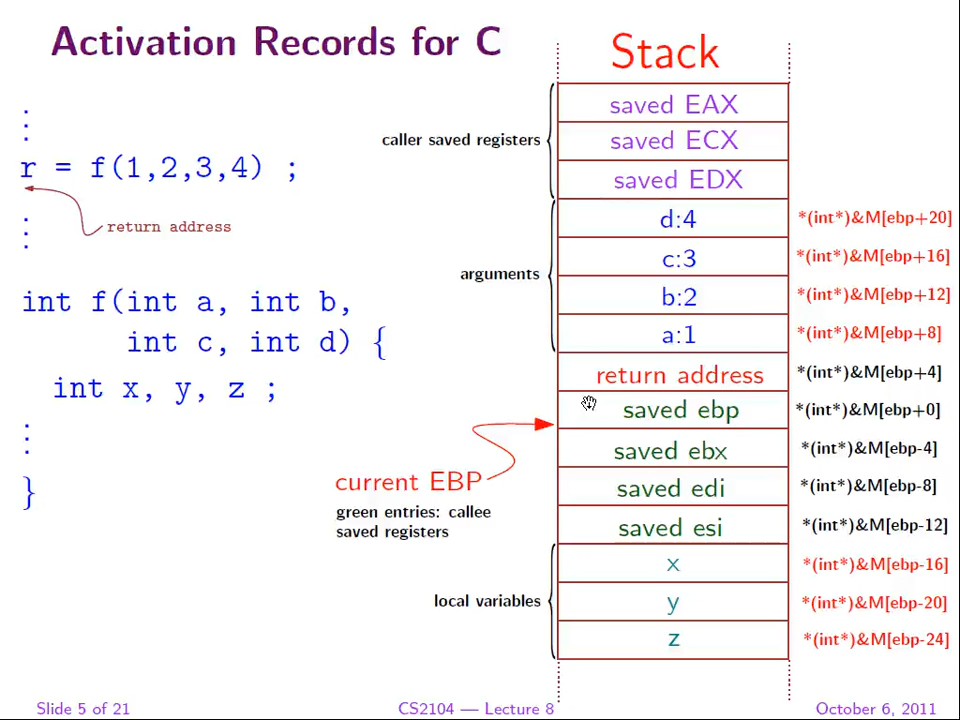 Activation Records for C
Stack
⋮
r = f(1,2,3,4) ;
return address
⋮
int f(int a, int b,
int c, int d) {
int x, y, z ;
⋮
}
caller saved registers
arguments
current EBP
green entries: callee
saved registers
local variables
saved EAX
saved ECX
saved EDX
d:4 *(int*)&M[ebp+20]
c:3 *(int*)&M[ebp+16]
b:2 *(int*)&M[ebp+12]
a:1 *(int*)&M[ebp+8]
return address *(int*)&M[ebp+4]
saved ebp *(int*)&M[ebp+0]
saved ebx *(int*)&M[ebp-4]
saved edi *(int*)&M[ebp-8]
saved esi *(int*)&M[ebp-12]
x *(int*)&M[ebp-16]
y *(int*)&M[ebp-20]
z *(int*)&M[ebp-24]
Slide 5 of 21 CS2104 — Lecture 8 October 6, 2011